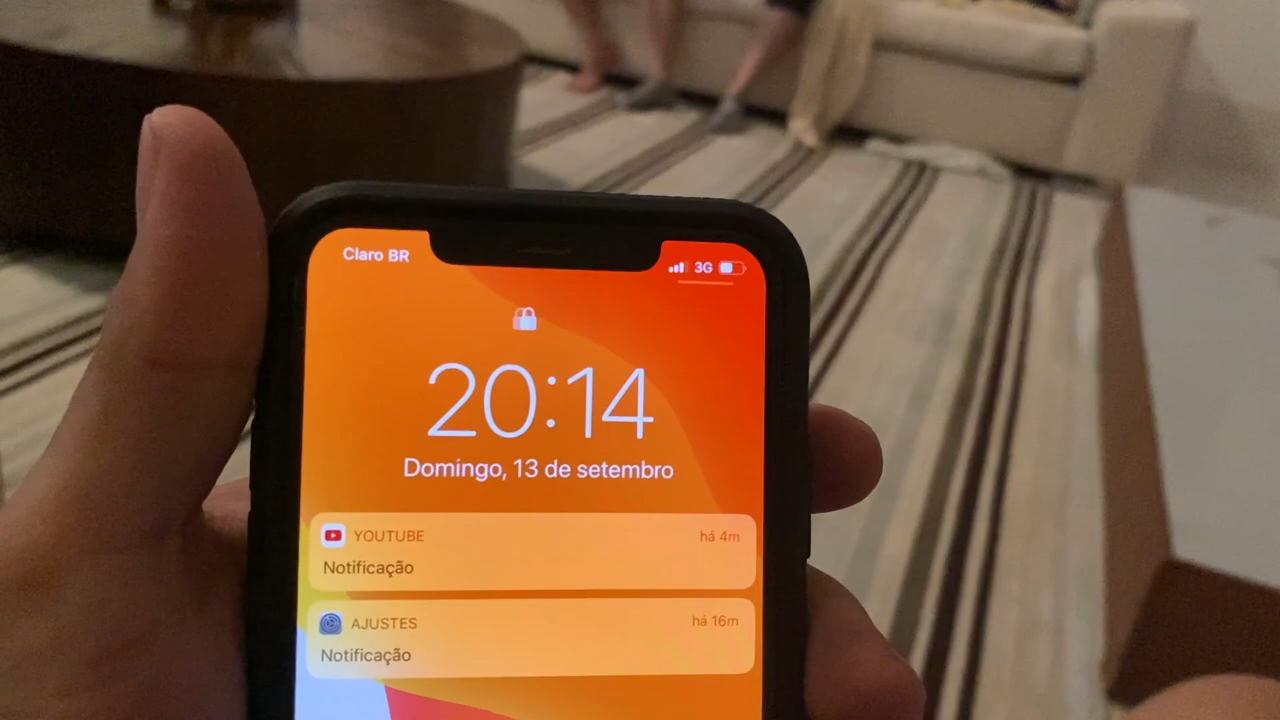 Claro BR
3G
20:14
Domingo, 13 de setembro
YOUTUBE há 4m
Notificação
AJUSTES há 16m
Notificação